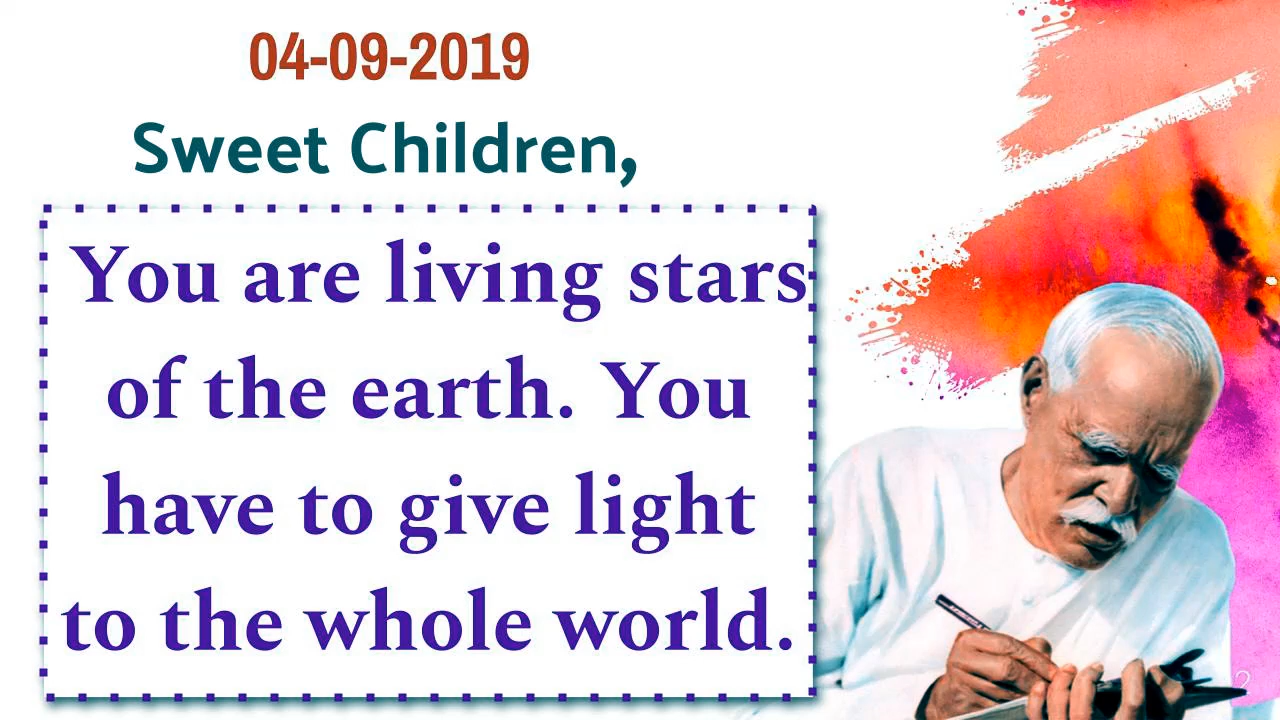 04-09-2019
Sweet Children,
You are living stars
of the earth. You
have to give light
to the whole world.
2